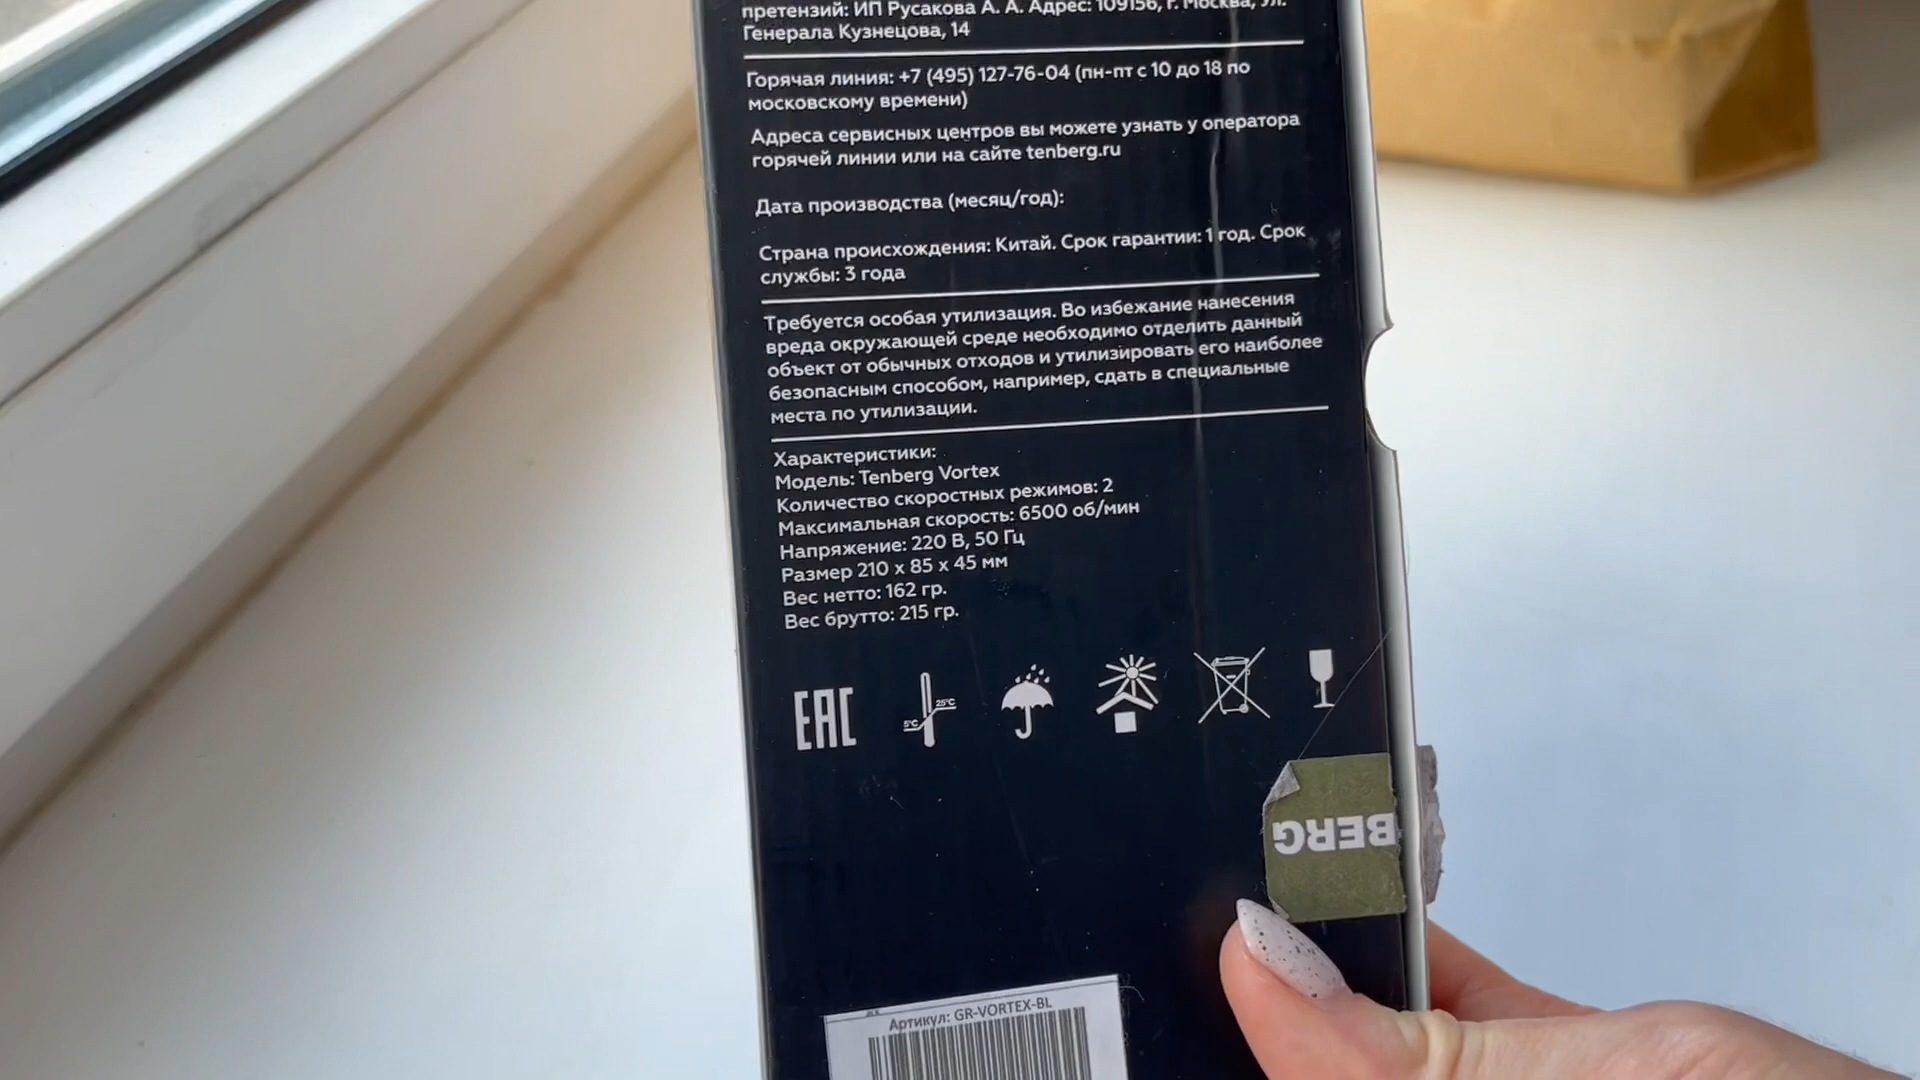 претензий: ИП Русакова А. А. Адрес: 109156, г. Москва, ул.
Генерала Кузнецова, 14
Горячая линия: +7 (495) 127-76-04 (пн-пт с 10 до 18 по
московскому времени)
Адреса сервисных центров вы можете узнать у оператора
горячей линии или на сайте tenberg.ru
Дата производства (месяц/год):
Страна происхождения: Китай. Срок гарантии: 1 год. Срок
службы: 3 года
Требуется особая утилизация. Во избежание нанесения
вреда окружающей среде необходимо отделить данный
объект от обычных отходов и утилизировать его наиболее
безопасным способом, например, сдать в специальные
места по утилизации.
Характеристики:
Модель: Tenberg Vortex
Количество скоростных режимов: 2
Максимальная скорость: 6500 об/мин
Напряжение: 220 В, 50 Гц
Размер 210 х 85 х 45 мм
Вес нетто: 162 гр.
Вес брутто: 215 гр.
EAC
5°C 25°C
BERG
Артикул: GR-VORTEX-BL